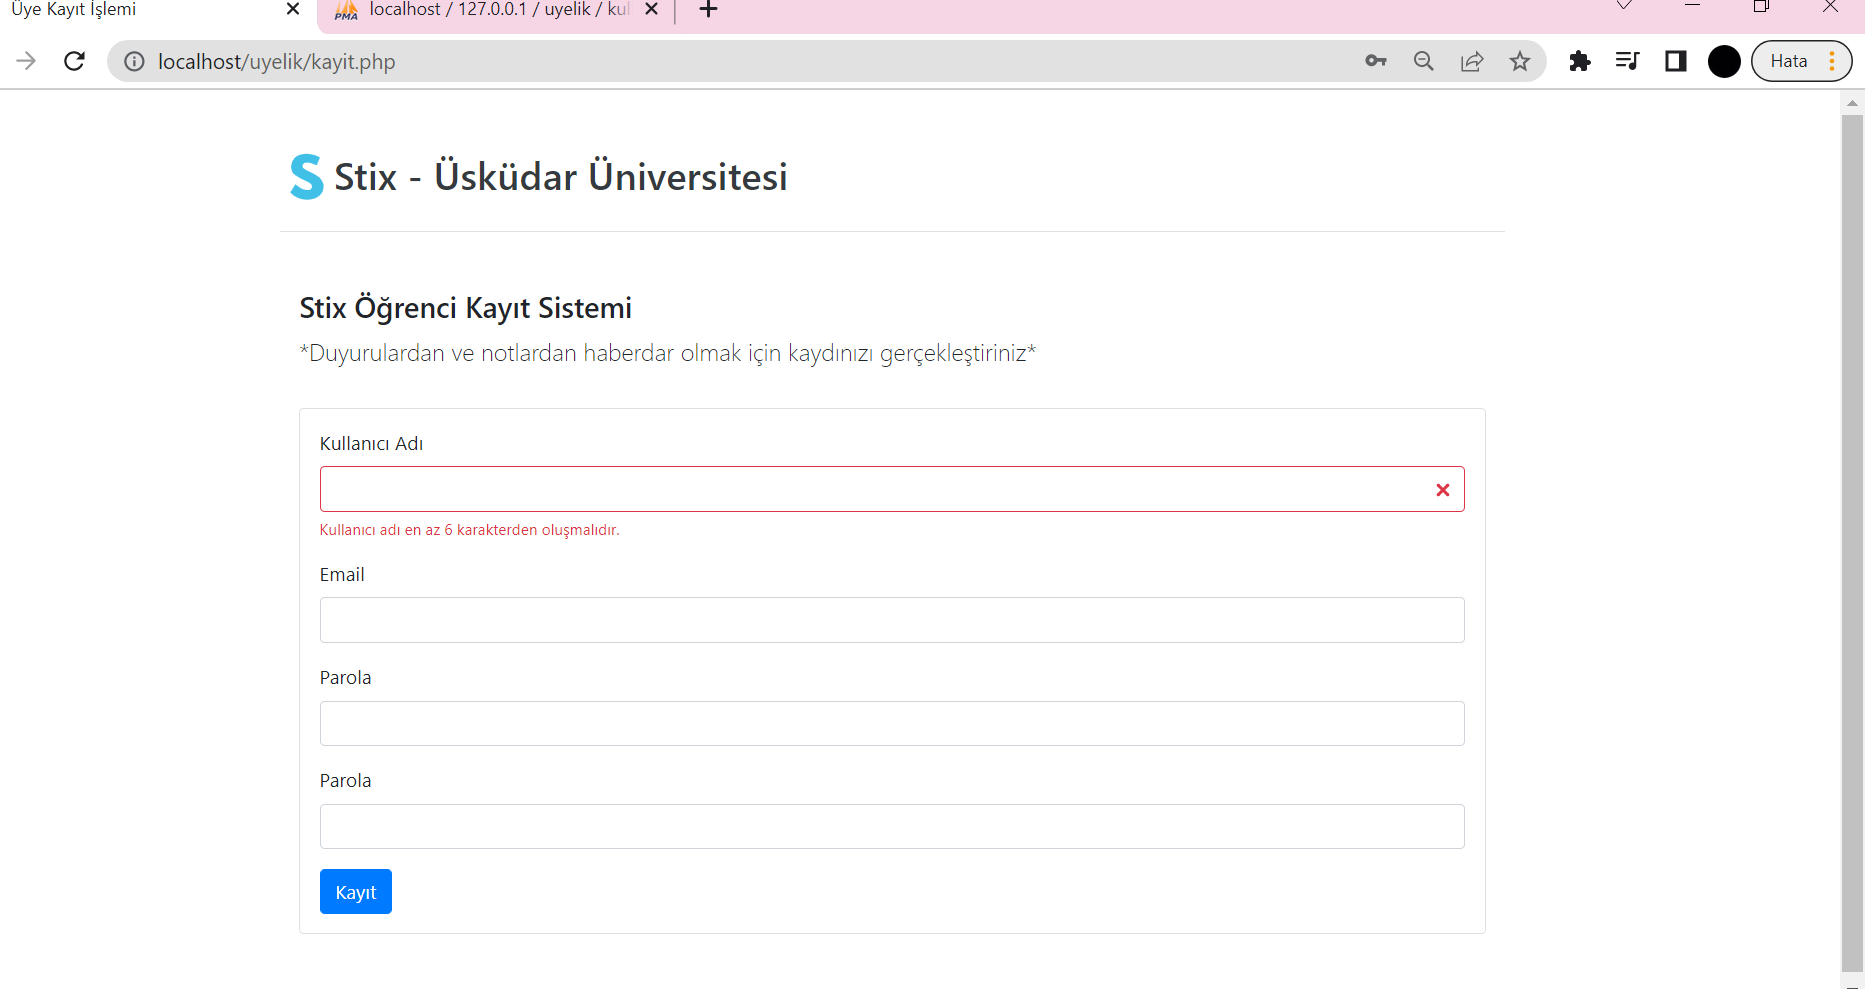 Üye Kayıt İşlemi
localhost / 127.0.0.1 / uyelik / kul
localhost/uyelik/kayit.php
Hata
S Stix - Üsküdar Üniversitesi
Stix Öğrenci Kayıt Sistemi
*Duyurulardan ve notlardan haberdar olmak için kaydınızı gerçekleştiriniz*
Kullanıcı Adı
Kullanıcı adı en az 6 karakterden oluşmalıdır.
Email
Parola
Parola
Kayıt